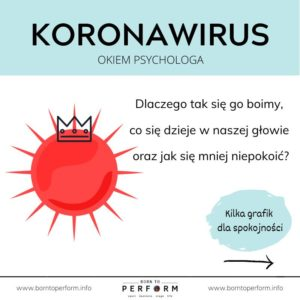 KORONAWIRUS
OKIEM PSYCHOLOGA
Dlaczego tak się go boimy,
co się dzieje w naszej głowie
oraz jak się mniej niepokoić?
Kilka grafik
dla spokojności
www.borntoperform.info
BORN TO
PERFORM
www.borntoperform.info